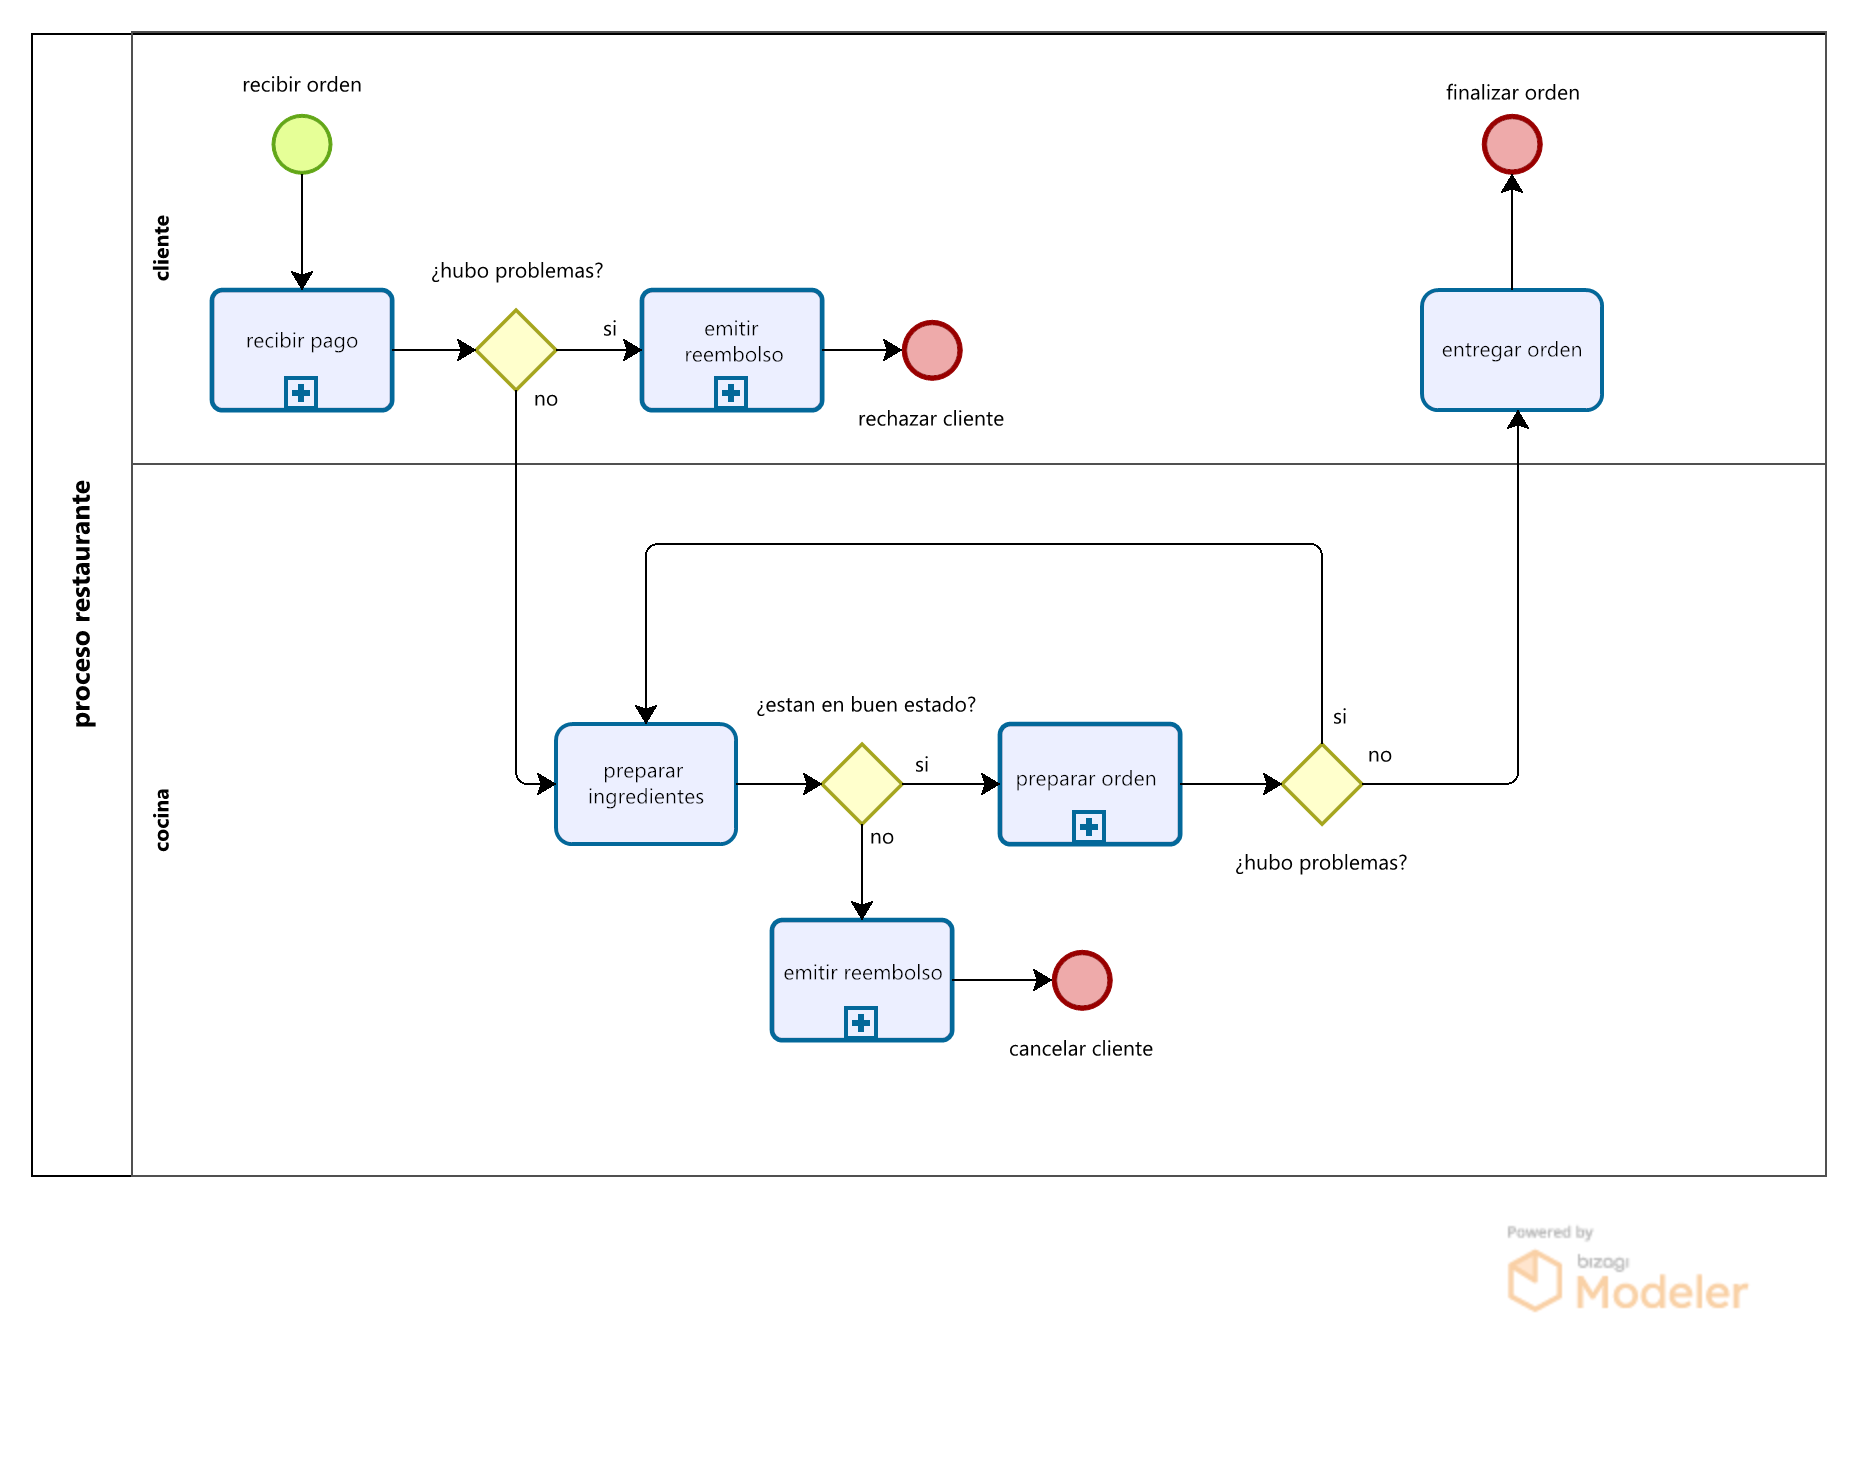 proceso restaurante
cliente
recibir orden
finalizar orden
¿hubo problemas?
recibir pago
si
emitir
reembolso
entregar orden
no
rechazar cliente
cocina
¿estan en buen estado?
si
preparar
ingredientes
si
preparar orden
no
no
¿hubo problemas?
emitir reembolso
cancelar cliente
Powered by
bizagi
Modeler